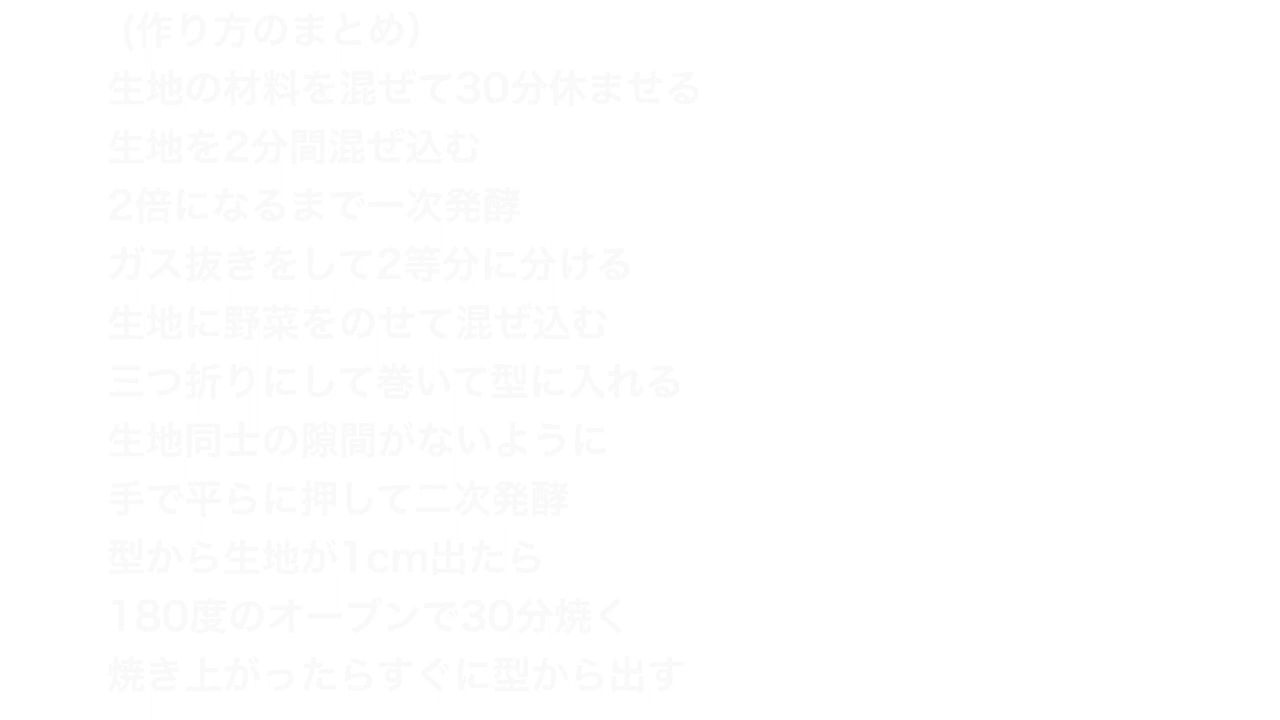 (作り方のまとめ）
生地の材料を混ぜて30分休ませる
生地を2分間混ぜ込む
2倍になるまで一次発酵
ガス抜きをして2等分に分ける
生地に野菜をのせて混ぜ込む
三つ折りにして巻いて型に入れる
生地同士の隙間がないように
手で平らに押して二次発酵
型から生地が1cm出たら
180度のオーブンで30分焼く
焼き上がったらすぐに型から出す